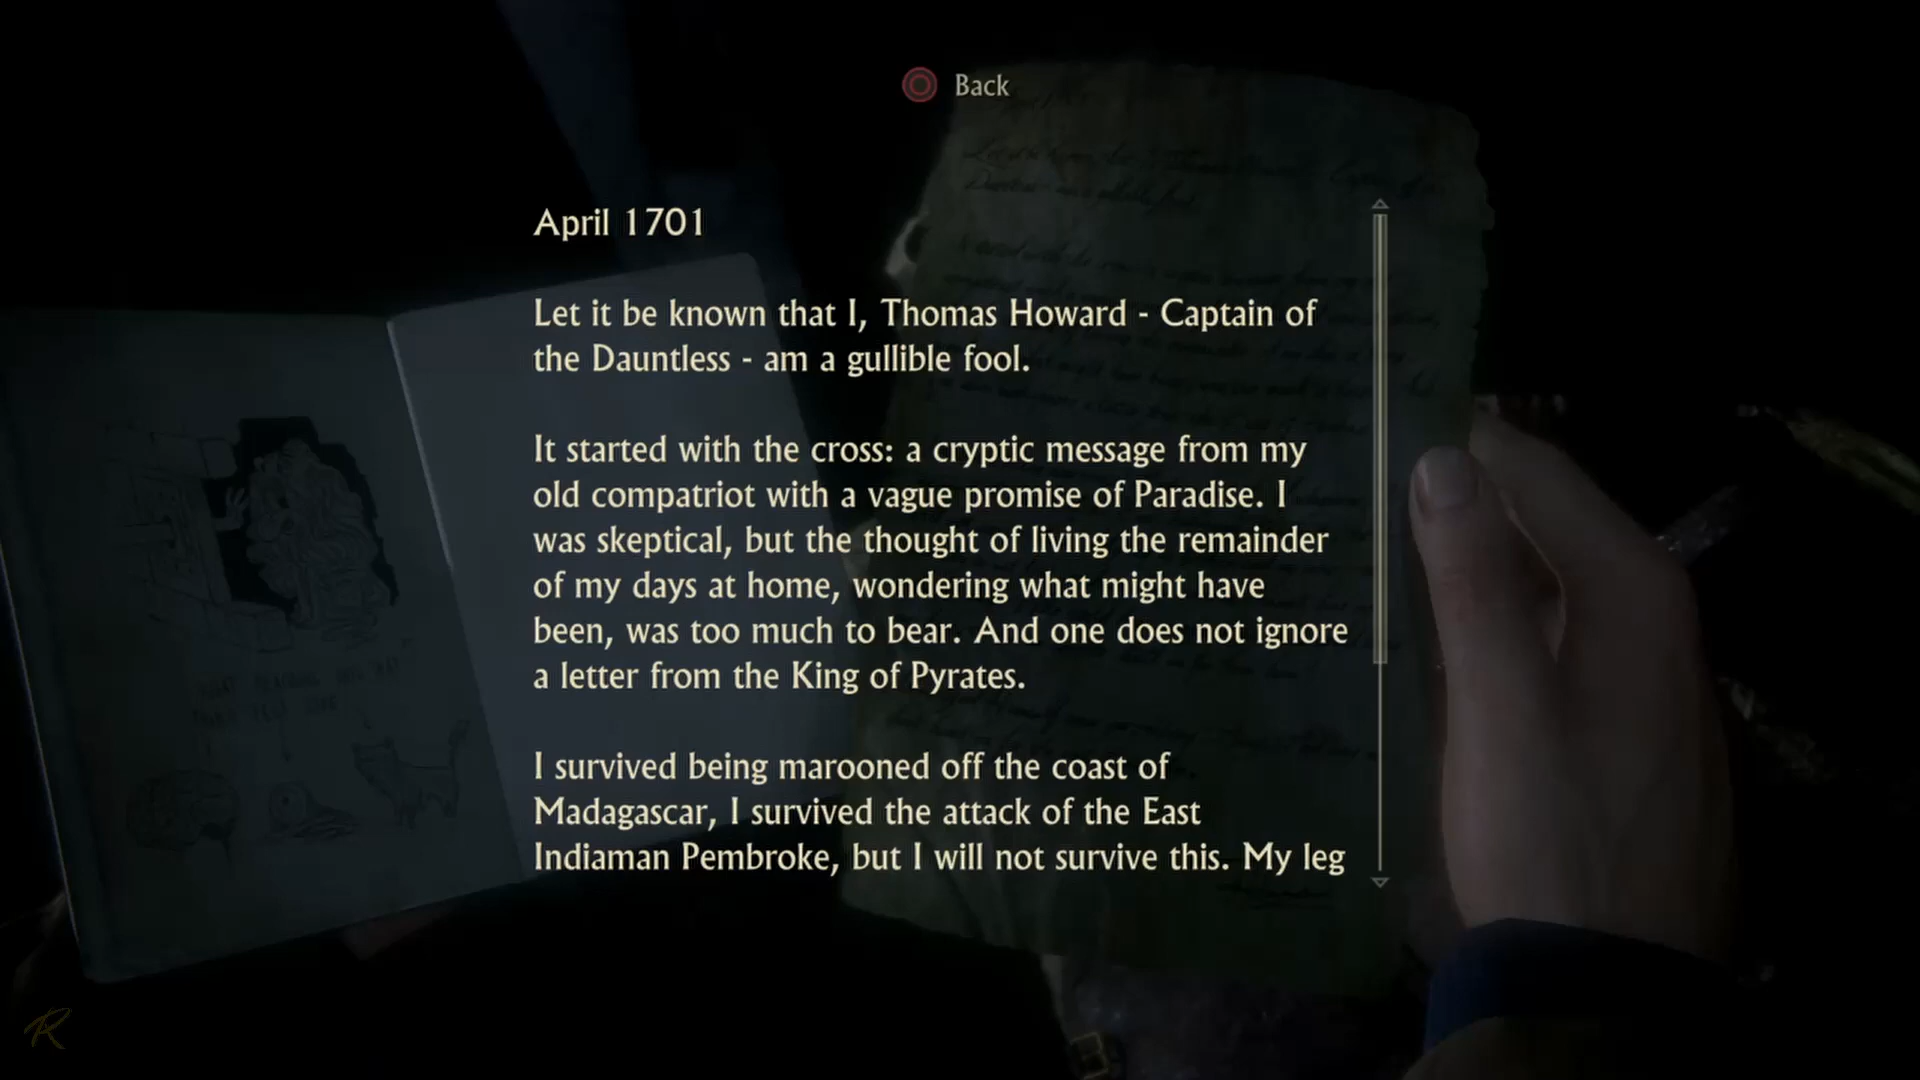 Back
April 1701
Let it be known that I, Thomas Howard - Captain of
the Dauntless - am a gullible fool.
It started with the cross: a cryptic message from my
old compatriot with a vague promise of Paradise. I
was skeptical, but the thought of living the remainder
of my days at home, wondering what might have
been, was too much to bear. And one does not ignore
a letter from the King of Pyrates.
I survived being marooned off the coast of
Madagascar, I survived the attack of the East
Indiaman Pembroke, but I will not survive this. My leg